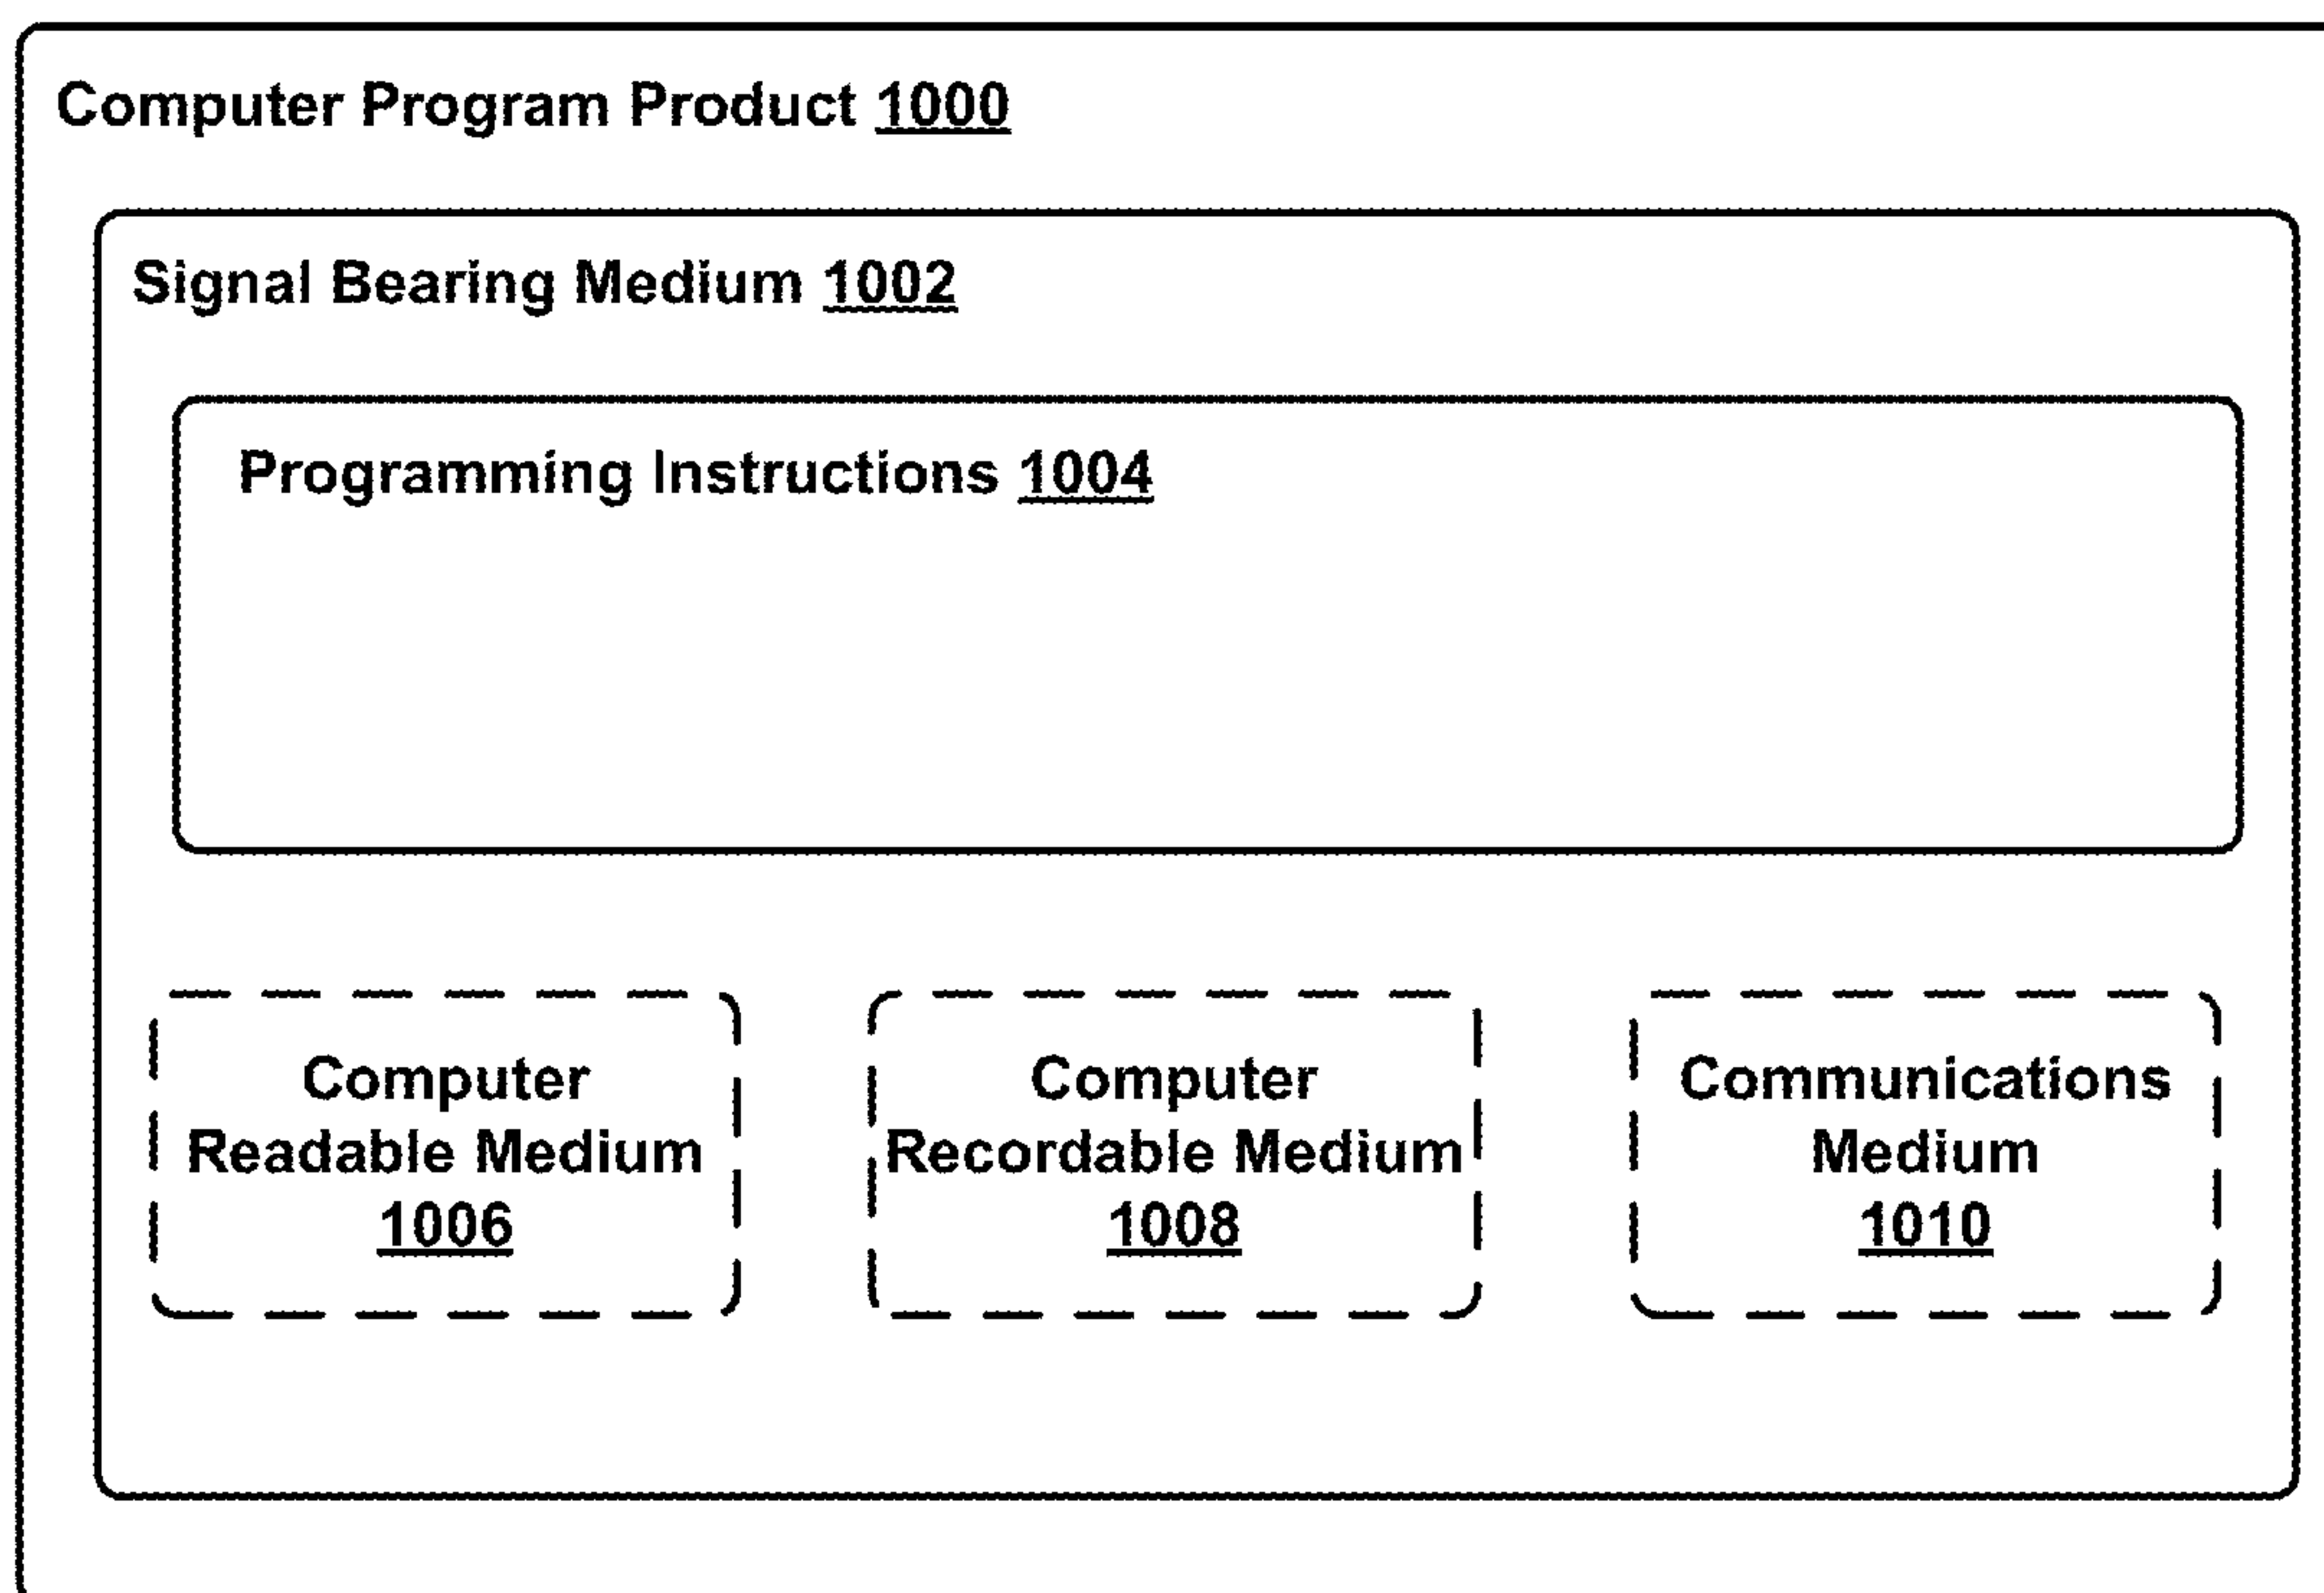 Computer Program Product 1000
Signal Bearing Medium 1002
Programming Instructions 1004
Computer
Readable Medium
1006
Computer
Recordable Medium
1008
Communications
Medium
1010